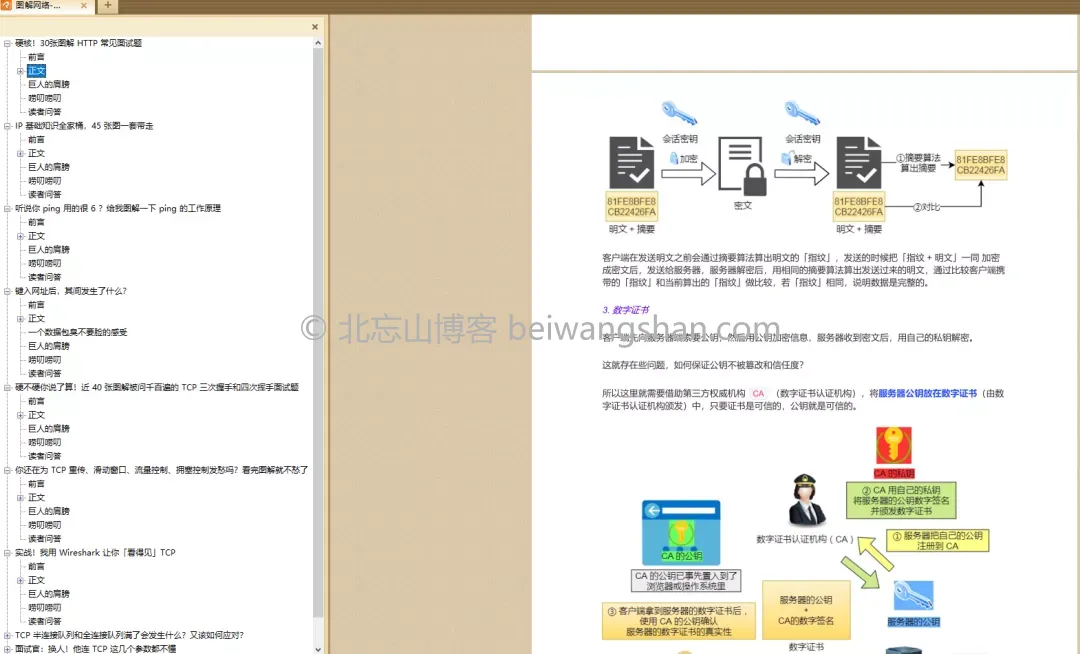 图解网络-...
硬核！30张图解 HTTP 常见面试题
前言
正文
巨人的肩膀
唠叨唠叨
读者问答
IP 基础知识全家桶，45 张图一套带走
前言
正文
巨人的肩膀
唠叨唠叨
读者问答
听说你 ping 用的很 6 ？给我图解一下 ping 的工作原理
前言
正文
巨人的肩膀
唠叨唠叨
读者问答
键入网址后，其间发生了什么？
前言
正文
一个数据包臭不要脸的感受
巨人的肩膀
唠叨唠叨
读者问答
硬不硬你说了算！近 40 张图解被问千百遍的 TCP 三次握手和四次挥手面试题
前言
正文
巨人的肩膀
唠叨唠叨
读者问答
你还在为 TCP 重传、滑动窗口、流量控制、拥塞控制发愁吗？看完图解就不愁了
前言
正文
巨人的肩膀
唠叨唠叨
读者问答
实战！我用 Wireshark 让你「看得见」TCP
前言
正文
巨人的肩膀
唠叨唠叨
读者问答
TCP 半连接队列和全连接队列满了会发生什么？又该如何应对？
面试官：换人！他连 TCP 这几个参数都不懂
会话密钥
会话密钥
加密
解密
①摘要算法
算出摘要
81FE8BFE8
CB22426FA
81FE8BFE8
CB22426FA
密文
81FE8BFE8
CB22426FA
②对比
明文 + 摘要
明文 + 摘要
客户端在发送明文之前会通过摘要算法算出明文的「指纹」，发送的时候把「指纹 + 明文」一同 加密
成密文后，发送给服务器，服务器解密后，用相同的摘要算法算出发送过来的明文，通过比较客户端携
带的「指纹」和当前算出的「指纹」做比较，若「指纹」相同，说明数据是完整的。
3. 数字证书
© 北忘山博客 beiwangshan.com
客户端先向服务器端索要公钥，然后用公钥加密信息，服务器收到密文后，用自己的私钥解密。
这就存在些问题，如何保证公钥不被篡改和信任度？
所以这里就需要借助第三方权威机构 CA （数字证书认证机构），将服务器公钥放在数字证书（由数
字证书认证机构颁发）中，只要证书是可信的，公钥就是可信的。
CA 的私钥
② CA 用自己的私钥
将服务器的公钥数字签名
并颁发数字证书
数字证书认证机构（ CA ）
① 服务器把自己的公钥
注册到 CA
CA 的公钥
CA 的公钥已事先置入到了
浏览器或操作系统里
③ 客户端拿到服务器的数字证书后，
使用 CA 的公钥确认
服务器的数字证书的真实性
服务器的公钥
+
CA的数字签名
数字证书
服务器的公钥